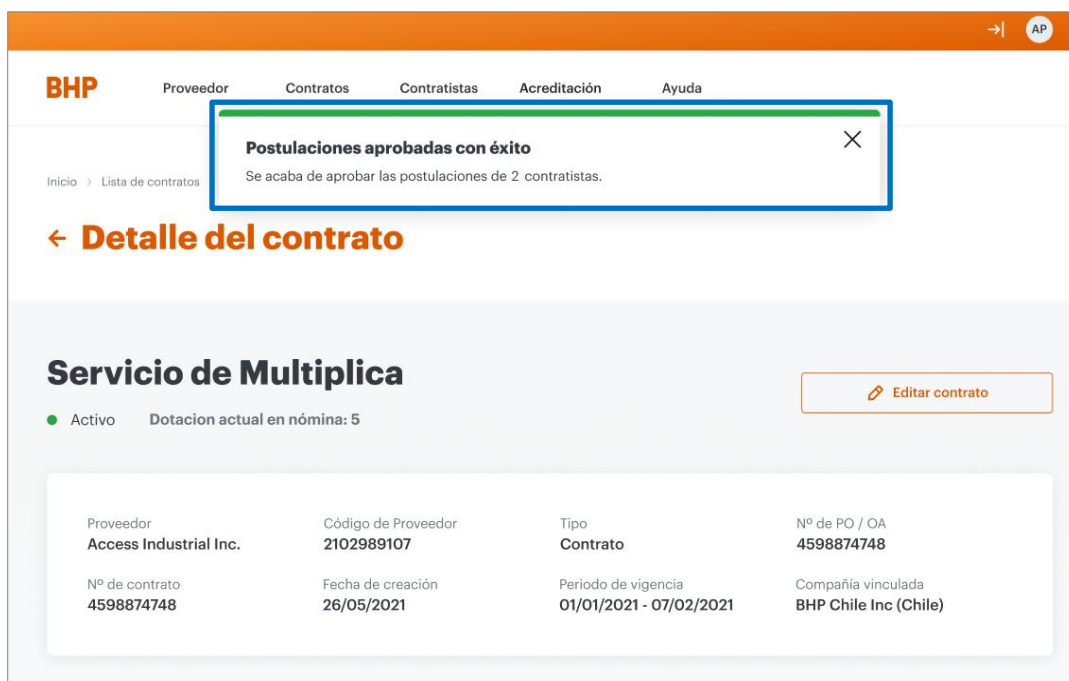 AP
BHP Proveedor Contratos Contratistas Acreditación Ayuda
Postulaciones aprobadas con éxito
Se acaba de aprobar las postulaciones de 2 contratistas.
Inicio > Lista de contratos
← Detalle del contrato
Servicio de Multiplica
Editar contrato
Activo Dotacion actual en nómina: 5
Proveedor Código de Proveedor Tipo Nº de PO / OA
Access Industrial Inc. 2102989107 Contrato 4598874748
Nº de contrato Fecha de creación Periodo de vigencia Compañía vinculada
4598874748 26/05/2021 01/01/2021 - 07/02/2021 BHP Chile Inc (Chile)